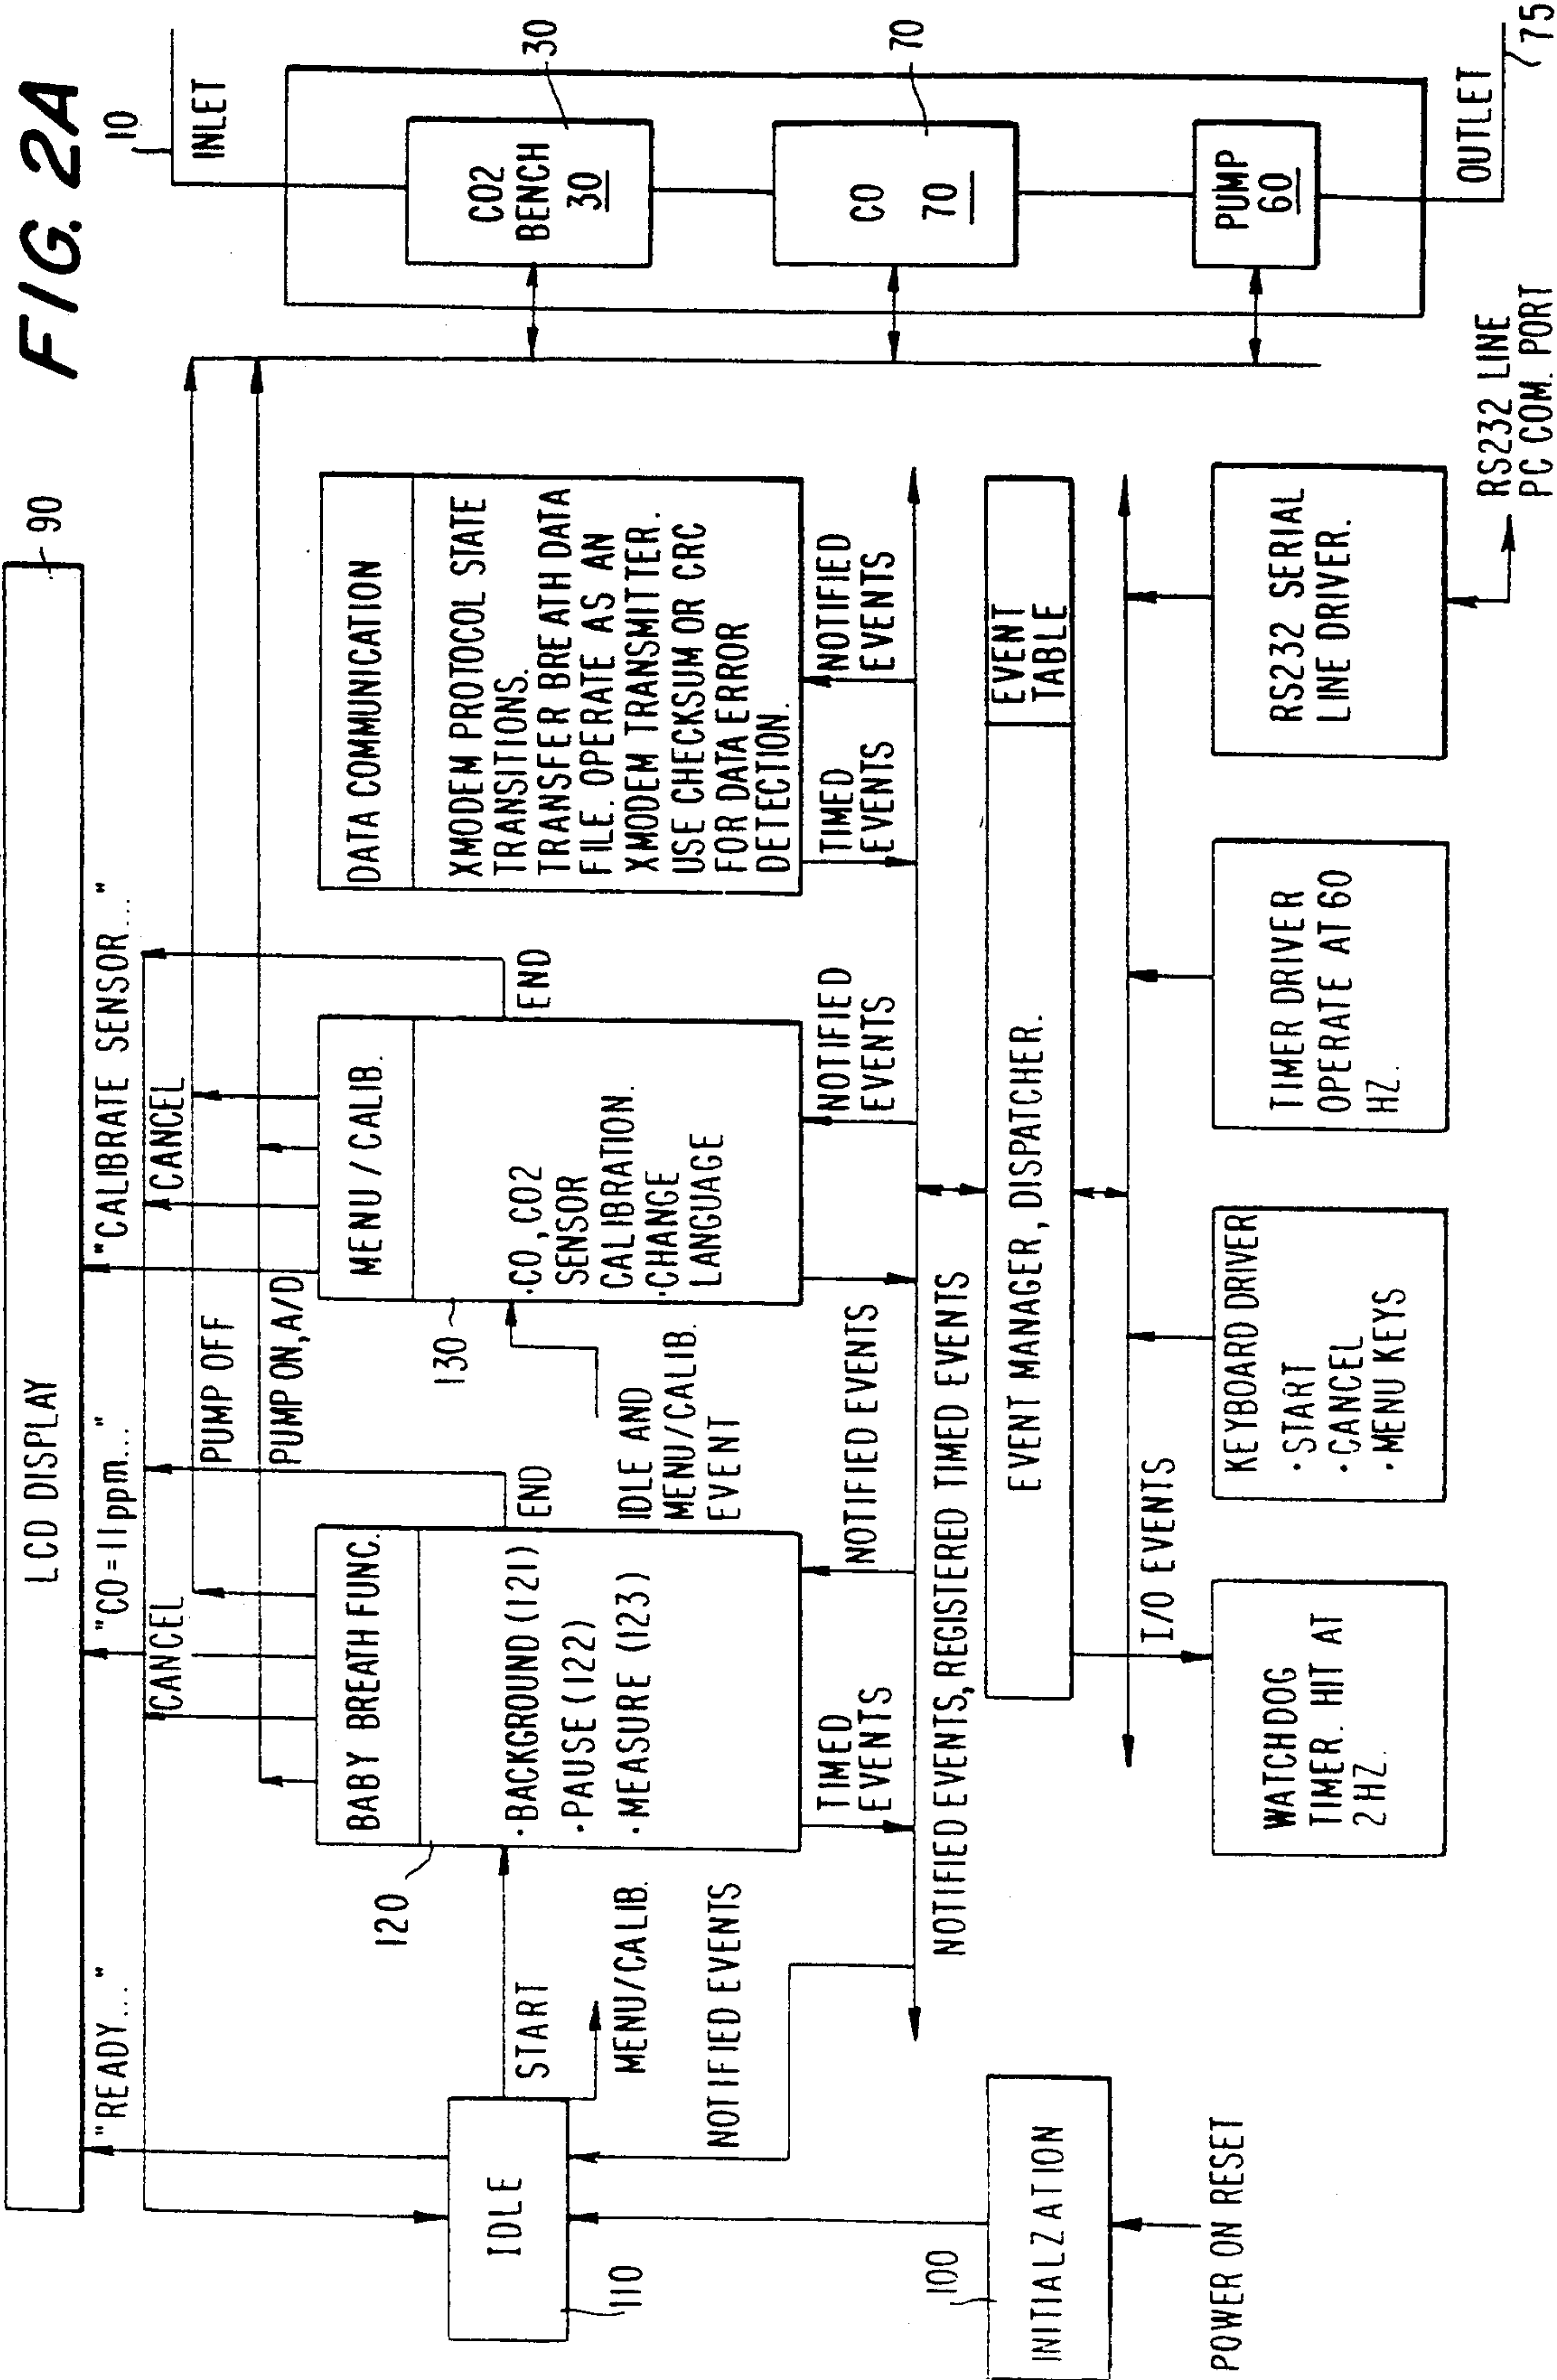 FIG. 2A
LCD DISPLAY
90
"READY..."
"CO=11ppm..."
"CALIBRATE SENSOR..."
CANCEL
CANCEL
PUMP OFF
PUMP ON, A/D
10
INLET
CO2
BENCH
30
30
CO
70
70
PUMP
60
OUTLET
75
IDLE
110
START
MENU/CALIB.
NOTIFIED EVENTS
120
BABY BREATH FUNC.
·BACKGROUND (121)
·PAUSE (122)
·MEASURE (123)
END
TIMED
EVENTS
NOTIFIED EVENTS
IDLE AND
MENU/CALIB.
EVENT
130
MENU / CALIB.
·CO, CO2
SENSOR
CALIBRATION.
·CHANGE
LANGUAGE
END
NOTIFIED
EVENTS
DATA COMMUNICATION
XMODEM PROTOCOL STATE
TRANSITIONS.
TRANSFER BREATH DATA
FILE. OPERATE AS AN
XMODEM TRANSMITTER.
USE CHECKSUM OR CRC
FOR DATA ERROR
DETECTION.
TIMED
EVENTS
NOTIFIED
EVENTS
NOTIFIED EVENTS, REGISTERED TIMED EVENTS
100
INITIALZATION
POWER ON RESET
EVENT MANAGER, DISPATCHER.
EVENT
TABLE
I/O EVENTS
WATCHDOG
TIMER. HIT AT
2 HZ.
KEYBOARD DRIVER
·START
·CANCEL
·MENU KEYS
TIMER DRIVER
OPERATE AT 60
HZ.
RS232 SERIAL
LINE DRIVER.
RS232 LINE
PC COM. PORT